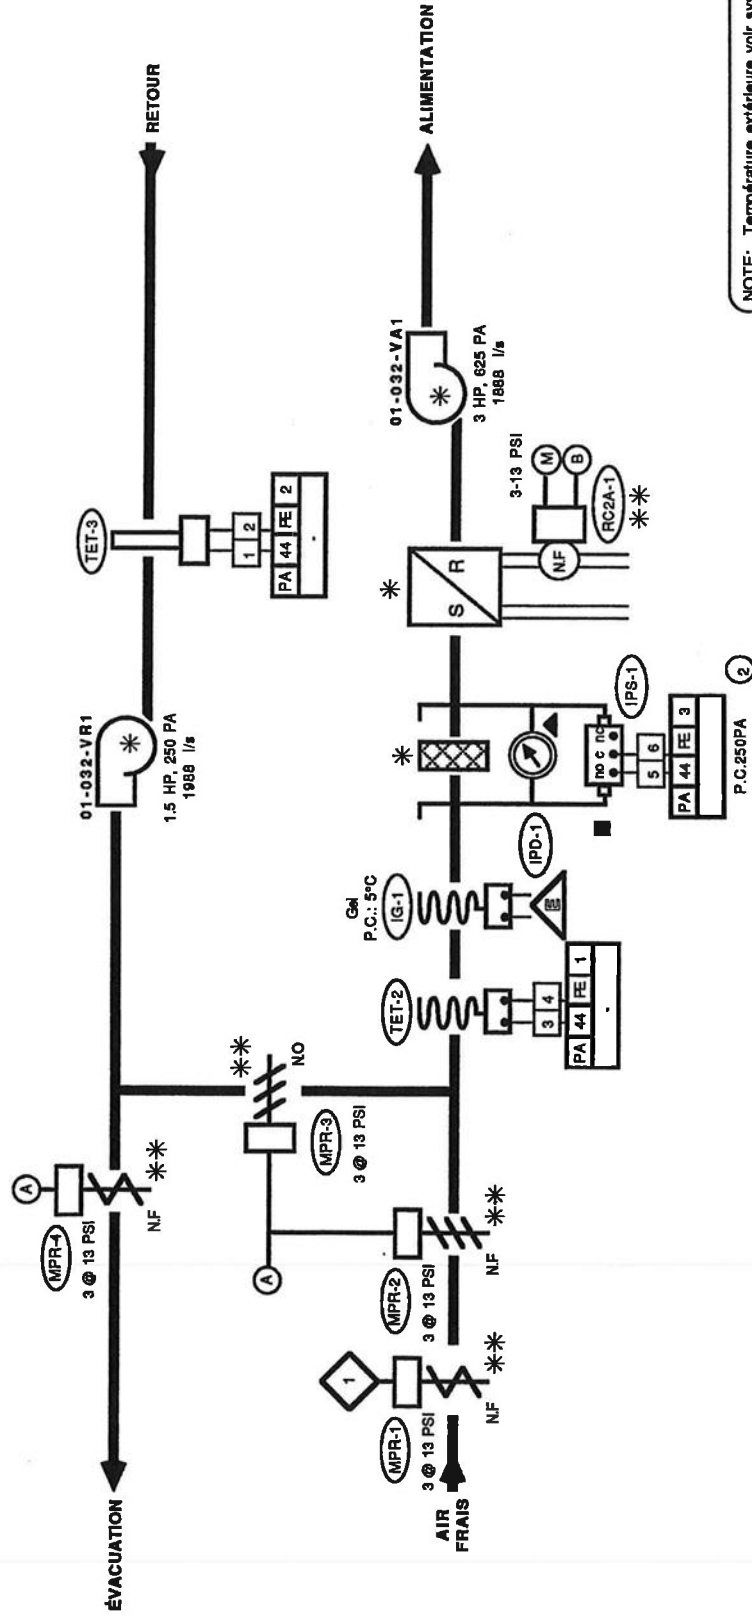 RETOUR
TET-3
1 2
PA 44 FE 2
01-032-VR1
1.5 HP, 250 PA
1988 l/s
A
MPR-4
3 @ 13 PSI
N.F
ÉVACUATION
N.O
MPR-3
3 @ 13 PSI
A
MPR-2
3 @ 13 PSI
N.F
1
MPR-1
3 @ 13 PSI
N.F
AIR
FRAIS
TET-2
3 4
PA 44 FE 1
Gel
P.C.: 5°C
IG-1
E
IPD-1
no c nc
IPS-1
5 6
PA 44 FE 3
P.C.250PA
2
S R
N.F
3-13 PSI
M
B
RC2A-1
01-032-VA1
3 HP, 625 PA
1888 l/s
ALIMENTATION
NOTE: Température extérieure voir